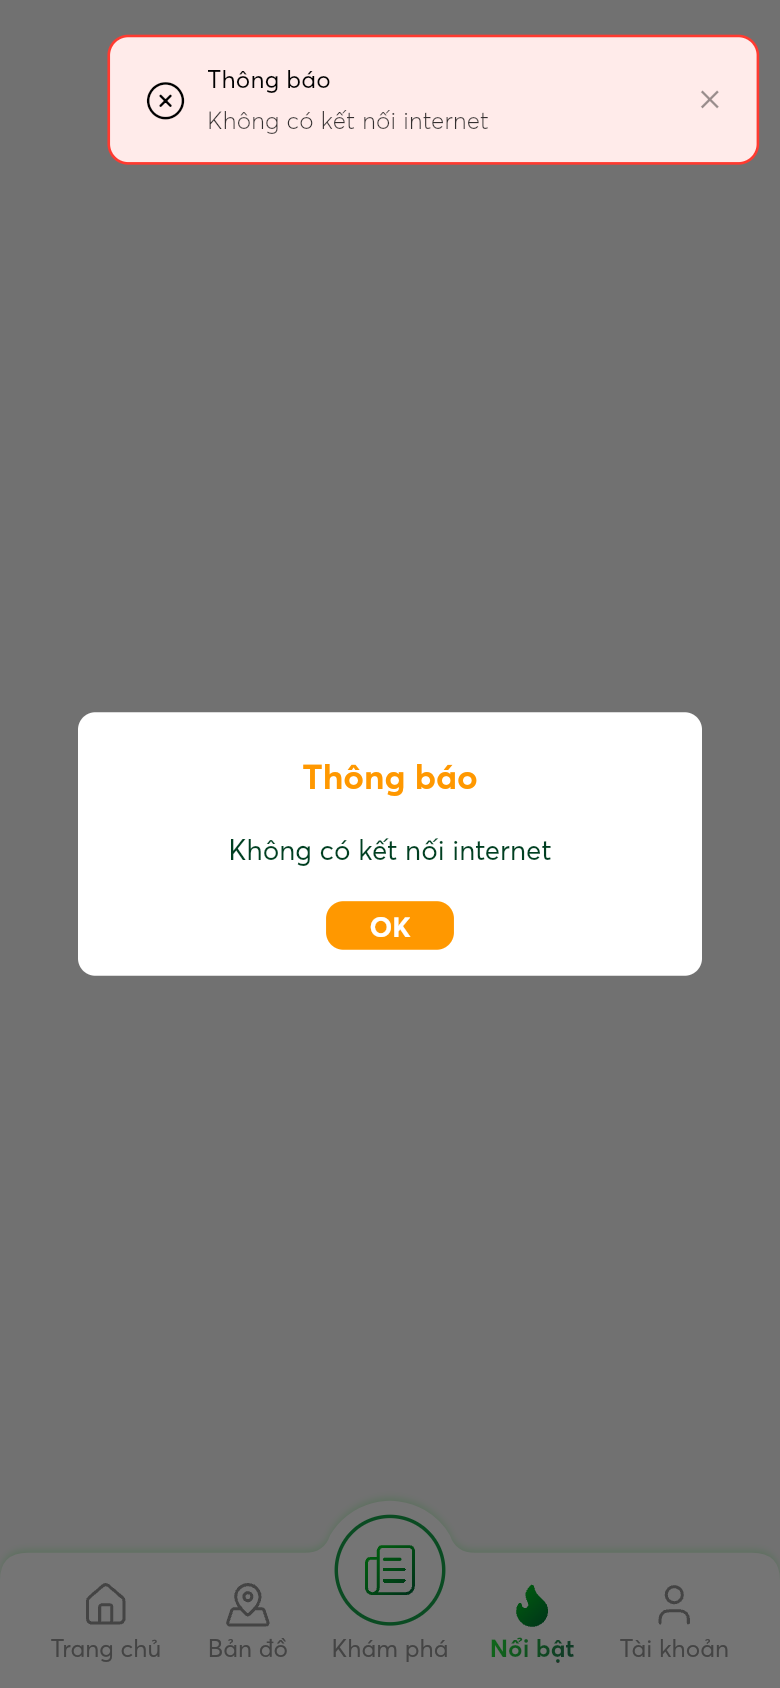 Thông báo
Không có kết nối internet
Thông báo
Không có kết nối internet
OK
Trang chủ
Bản đồ
Khám phá
Nổi bật
Tài khoản